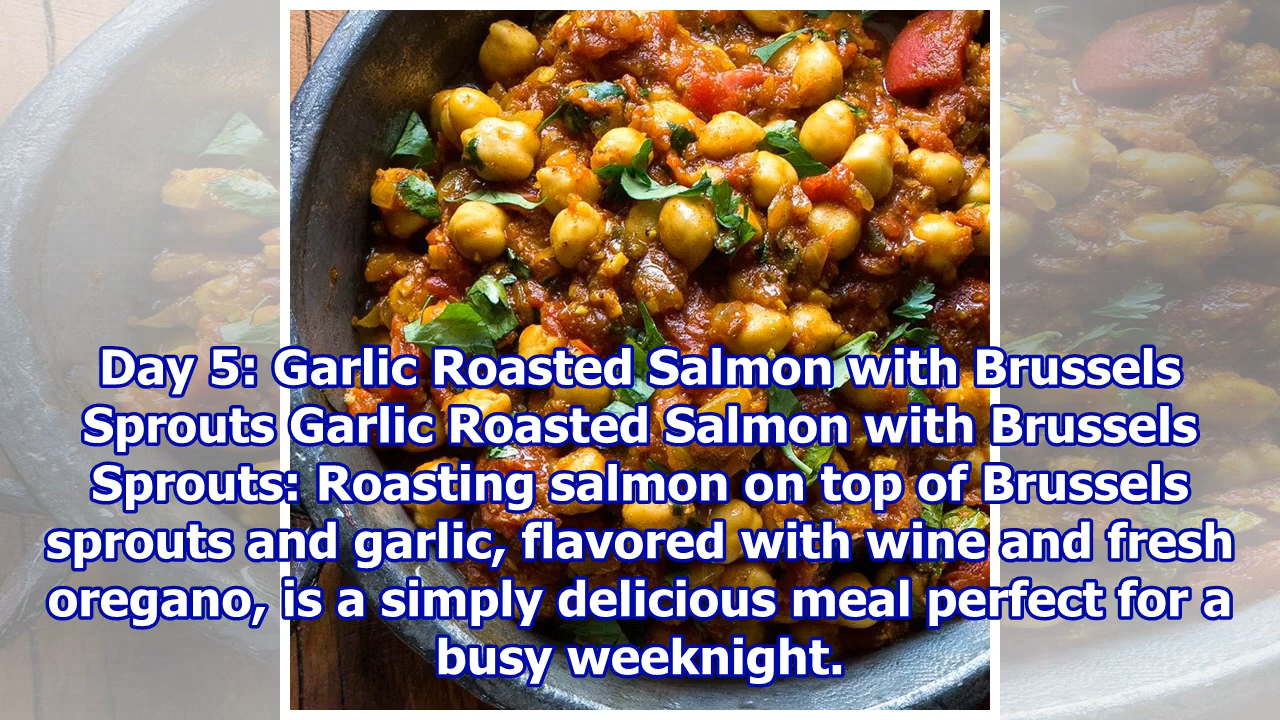 Day 5: Garlic Roasted Salmon with Brussels
Sprouts Garlic Roasted Salmon with Brussels
Sprouts: Roasting salmon on top of Brussels
sprouts and garlic, flavored with wine and fresh
oregano, is a simply delicious meal perfect for a
busy weeknight.